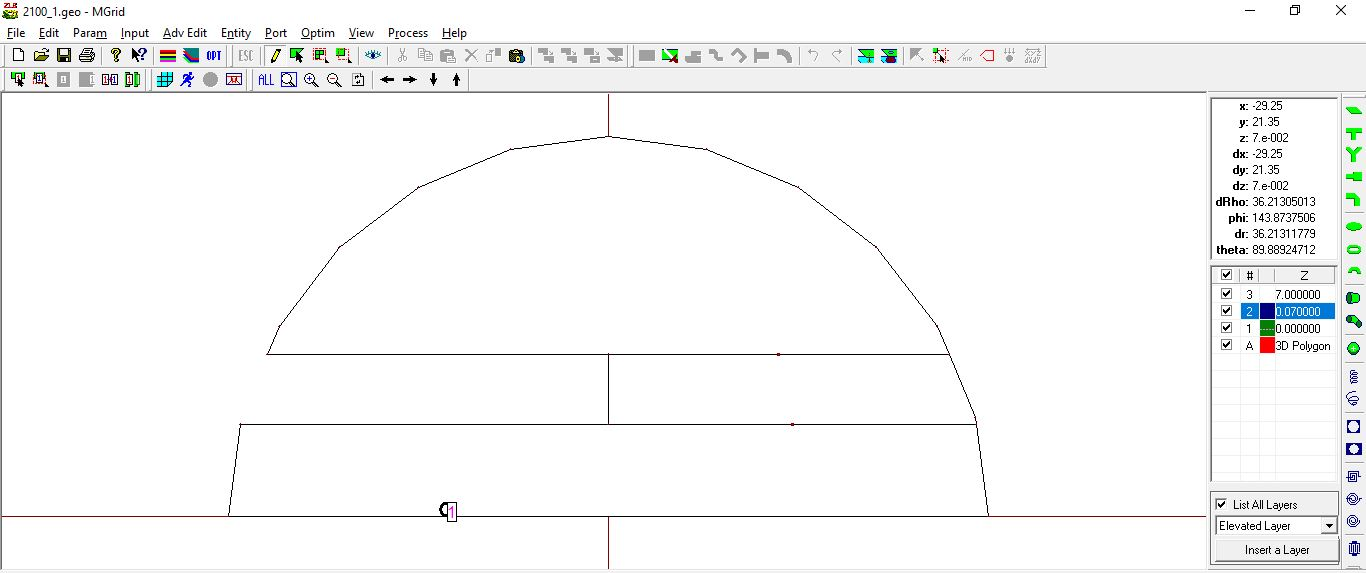 2100_1.geo - MGrid
File Edit Param Input Adv Edit Entity Port Optim View Process Help
? ? OPT ESC
ALL
x: -29.25
y: 21.35
z: 7.e-002
dx: -29.25
dy: 21.35
dz: 7.e-002
dRho: 36.21305013
phi: 143.8737506
dr: 36.21311779
theta: 89.88924712
# Z
3 7.000000
2 0.070000
1 0.000000
A 3D Polygon
1
List All Layers
Elevated Layer
Insert a Layer